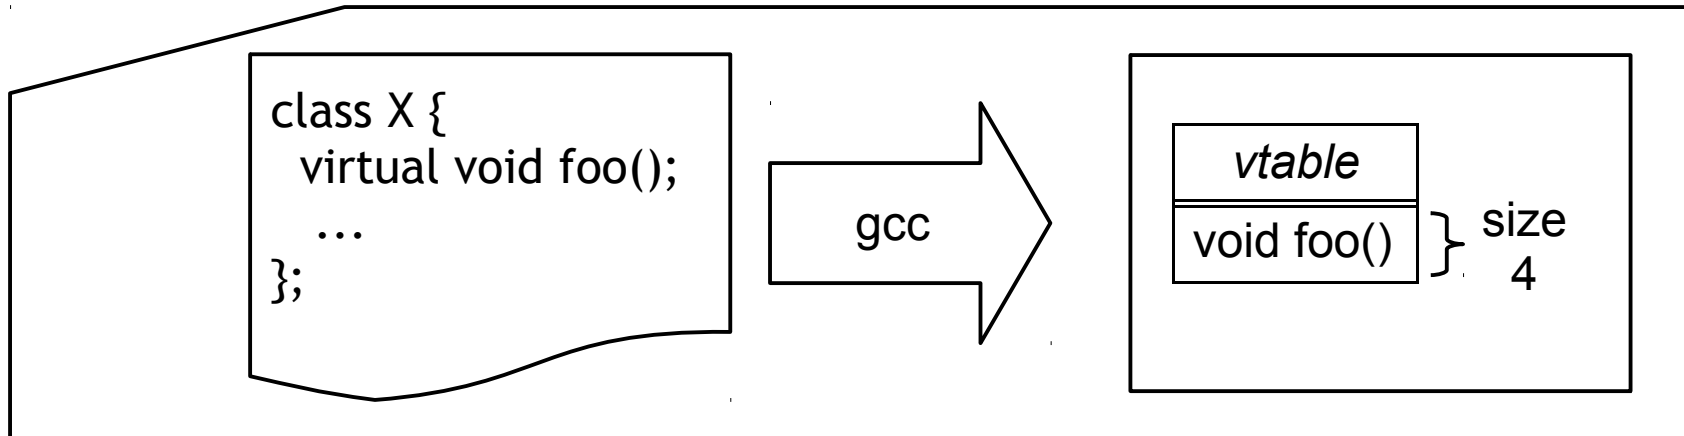 class X {
virtual void foo();
...
};
gcc
vtable
void foo()
size
4